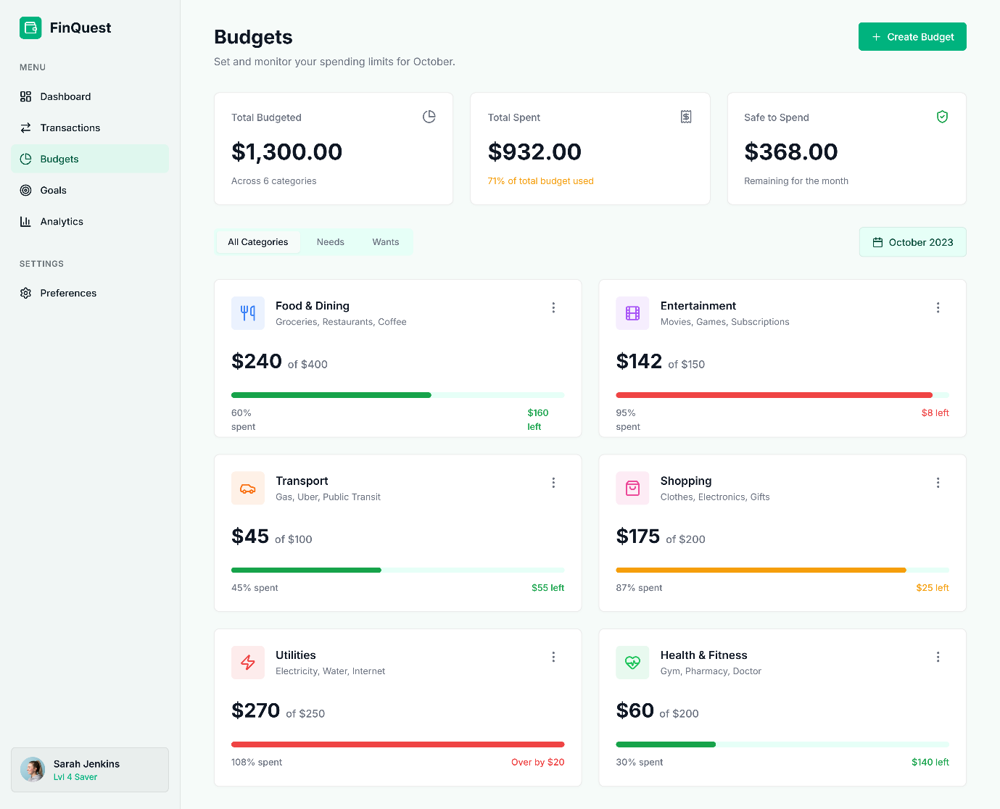 FinQuest
MENU
Dashboard
Transactions
Budgets
Goals
Analytics
SETTINGS
Preferences
Sarah Jenkins
Lvl 4 Saver
Budgets
Set and monitor your spending limits for October.
Create Budget
Total Budgeted
$1,300.00
Across 6 categories
Total Spent
$932.00
71% of total budget used
Safe to Spend
$368.00
Remaining for the month
All Categories
Needs
Wants
October 2023
Food & Dining
Groceries, Restaurants, Coffee
$240 of $400
60%
spent
$160
left
Entertainment
Movies, Games, Subscriptions
$142 of $150
95%
spent
$8 left
Transport
Gas, Uber, Public Transit
$45 of $100
45% spent
$55 left
Shopping
Clothes, Electronics, Gifts
$175 of $200
87% spent
$25 left
Utilities
Electricity, Water, Internet
$270 of $250
108% spent
Over by $20
Health & Fitness
Gym, Pharmacy, Doctor
$60 of $200
30% spent
$140 left